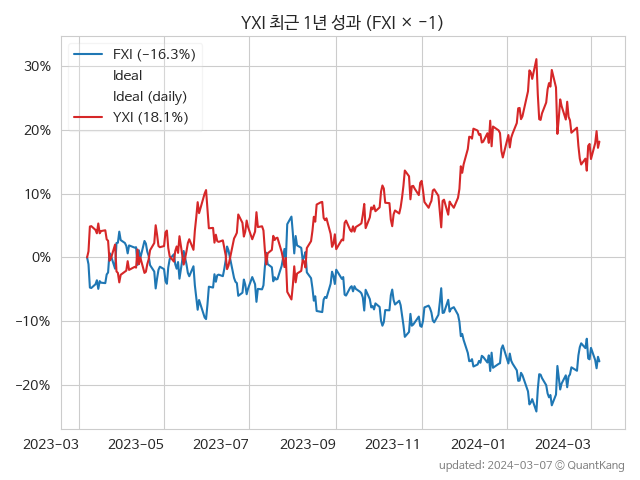 YXI 최근 1년 성과 (FXI × -1)
FXI (−16.3%)
Ideal
Ideal (daily)
YXI (18.1%)
30%
20%
10%
0%
−10%
−20%
2023-03 2023-05 2023-07 2023-09 2023-11 2024-01 2024-03
updated: 2024-03-07 © QuantKang